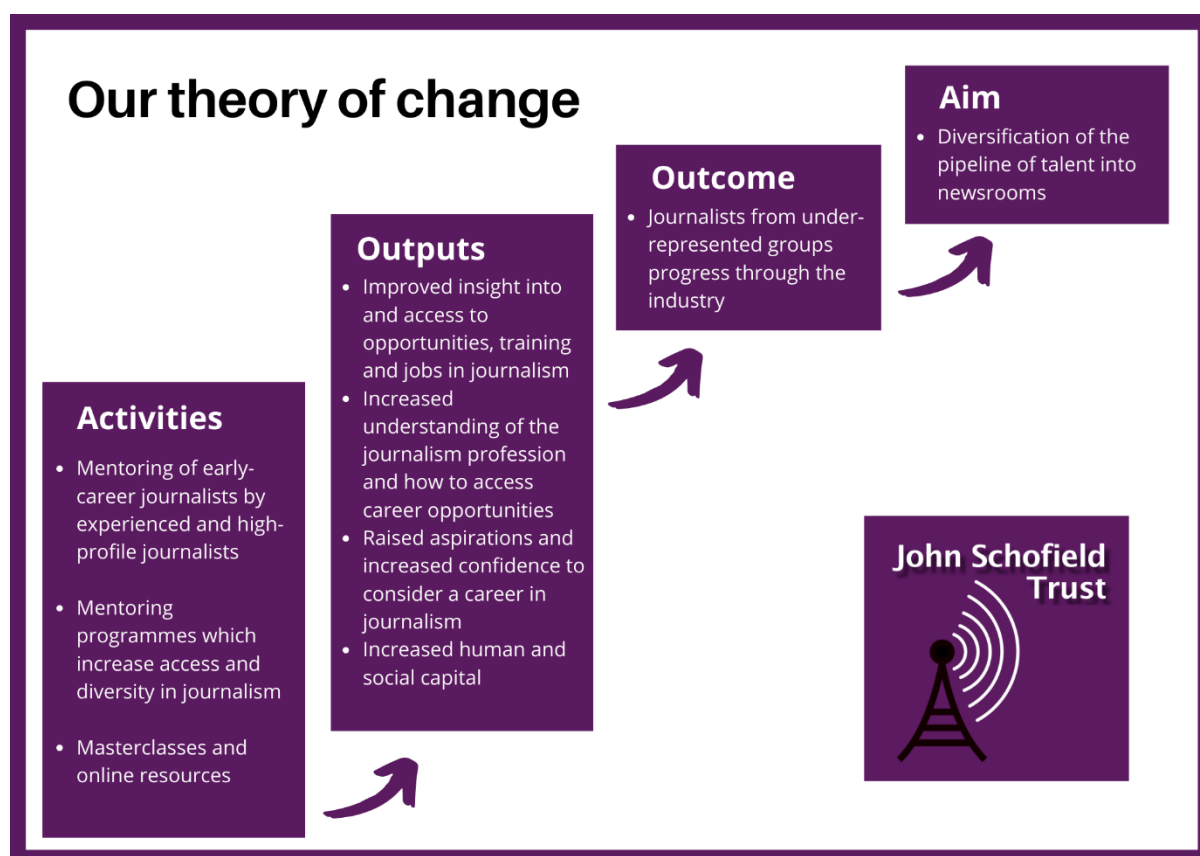 Our theory of change
Activities
• Mentoring of early-
career journalists by
experienced and high-
profile journalists
• Mentoring
programmes which
increase access and
diversity in journalism
• Masterclasses and
online resources
Outputs
• Improved insight into
and access to
opportunities, training
and jobs in journalism
• Increased
understanding of the
journalism profession
and how to access
career opportunities
• Raised aspirations and
increased confidence to
consider a career in
journalism
• Increased human and
social capital
Outcome
• Journalists from under-
represented groups
progress through the
industry
Aim
• Diversification of the
pipeline of talent into
newsrooms
John Schofield
Trust